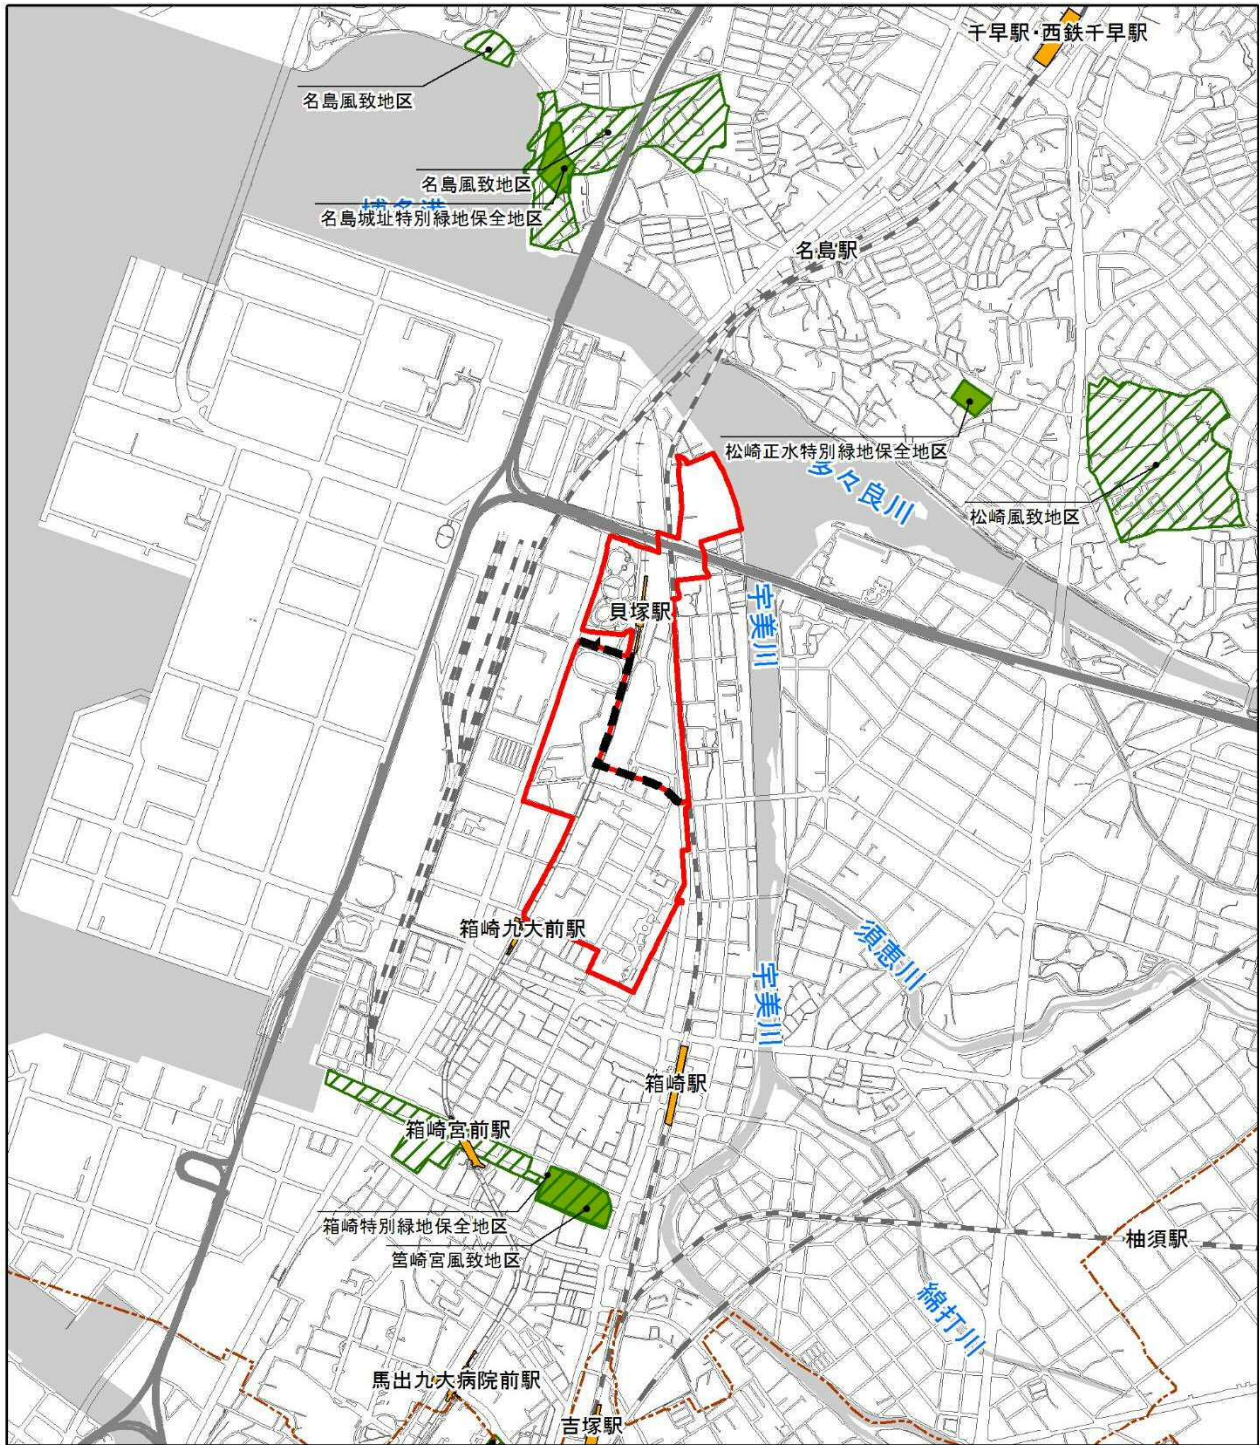 千早駅・西鉄千早駅
名島風致地区
名島風致地区
名島城址特別緑地保全地区
名島駅
松崎正水特別緑地保全地区
多々良川
松崎風致地区
貝塚駅
宇美川
箱崎九大前駅
須恵川
宇美川
箱崎駅
箱崎宮前駅
箱崎特別緑地保全地区
筥崎宮風致地区
柚須駅
綿打川
馬出九大病院前駅
吉塚駅